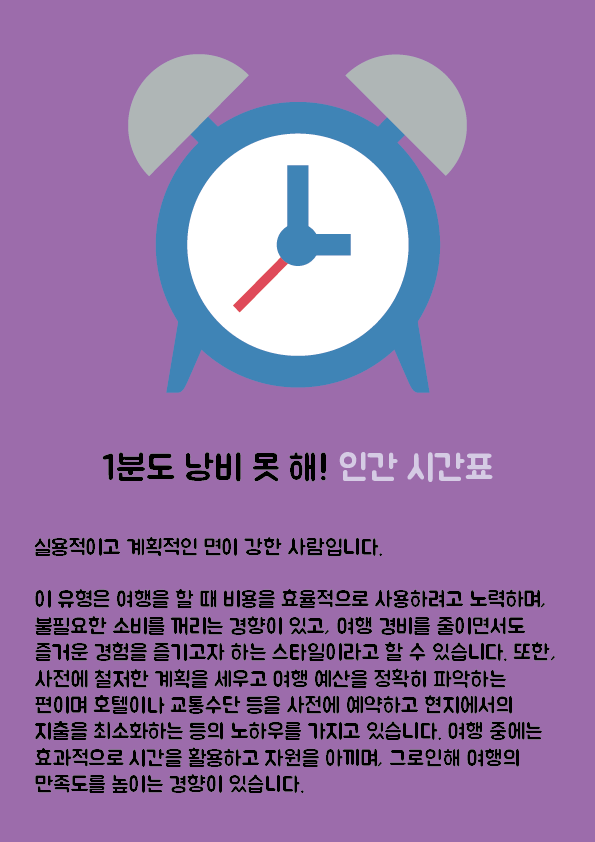 1분도 낭비 못 해! 인간 시간표
실용적이고 계획적인 면이 강한 사람입니다.
이 유형은 여행을 할 때 비용을 효율적으로 사용하려고 노력하며,
불필요한 소비를 꺼리는 경향이 있고, 여행 경비를 줄이면서도
즐거운 경험을 즐기고자 하는 스타일이라고 할 수 있습니다. 또한,
사전에 철저한 계획을 세우고 여행 예산을 정확히 파악하는
편이며 호텔이나 교통수단 등을 사전에 예약하고 현지에서의
지출을 최소화하는 등의 노하우를 가지고 있습니다. 여행 중에는
효과적으로 시간을 활용하고 자원을 아끼며, 그로인해 여행의
만족도를 높이는 경향이 있습니다.